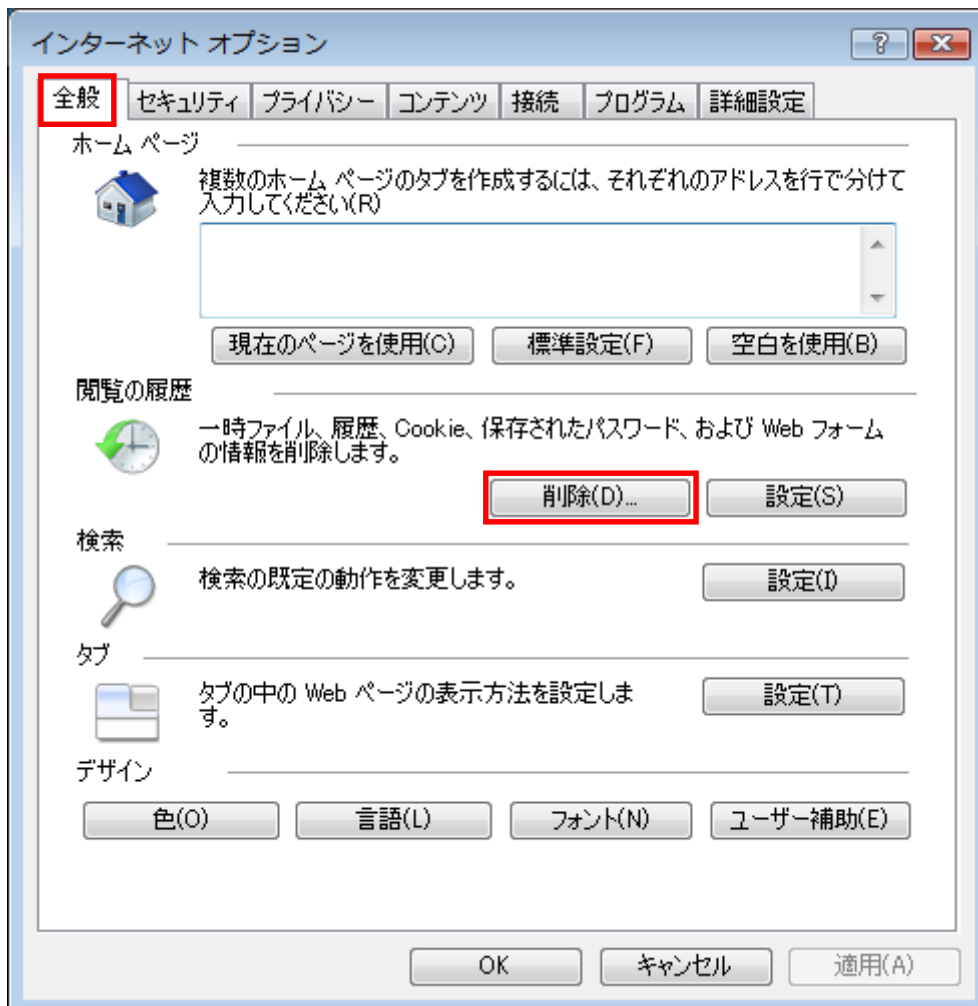 インターネット オプション
全般 セキュリティ プライバシー コンテンツ 接続 プログラム 詳細設定
ホーム ページ
複数のホーム ページのタブを作成するには、それぞれのアドレスを行で分けて
入力してください(R)
現在のページを使用(C) 標準設定(F) 空白を使用(B)
閲覧の履歴
一時ファイル、履歴、Cookie、保存されたパスワード、および Web フォーム
の情報を削除します。
削除(D)... 設定(S)
検索
検索の既定の動作を変更します。 設定(I)
タブ
タブの中の Web ページの表示方法を設定しま
す。
設定(T)
デザイン
色(O) 言語(L) フォント(N) ユーザー補助(E)
OK キャンセル 適用(A)